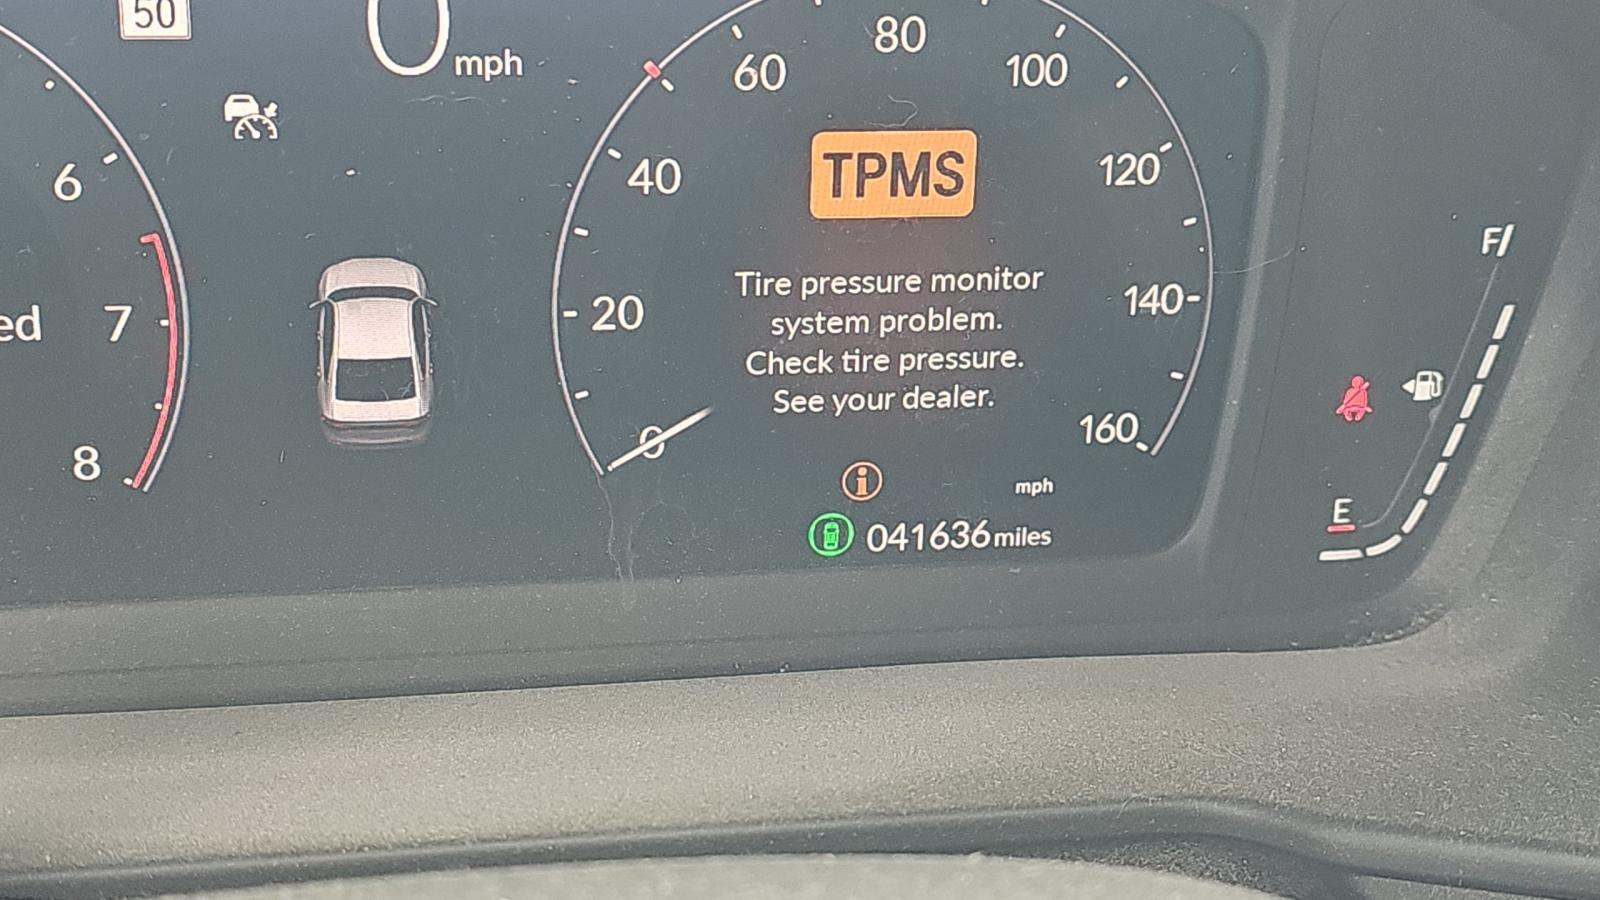 50
0 mph
80
60
100
6
40
TPMS
120
F
Tire pressure monitor
ed
7
20
system problem.
140
Check tire pressure.
See your dealer.
8
0
160
E
i
mph
041636 miles